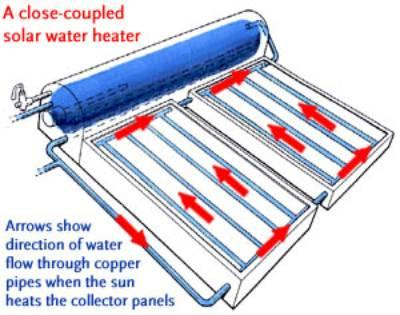 A close-coupled
solar water heater
Arrows show
direction of water
flow through copper
pipes when the sun
heats the collector panels